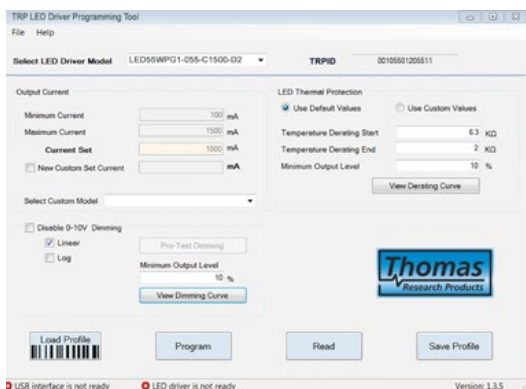 TRP LED Driver Programming Tool
File Help
Select LED Driver Model LED55WPG1-055-C1500-D2 TRPID 00105501205511
Output Current
Minimum Current 100 mA
Maximum Current 1500 mA
Current Set 1000 mA
New Custom Set Current mA
Select Custom Model
LED Thermal Protection
Use Default Values Use Custom Values
Temperature Derating Start 6.3 KΩ
Temperature Derating End 2 KΩ
Minimum Output Level 10 %
View Derating Curve
Disable 0-10V Dimming
Linear
Log
Pro-Text Dimming
Minimum Output Level
10 %
View Dimming Curve
Thomas
Research Products
Load Profile
Program
Read
Save Profile
USB interface is not ready LED driver is not ready Version: 1.3.5